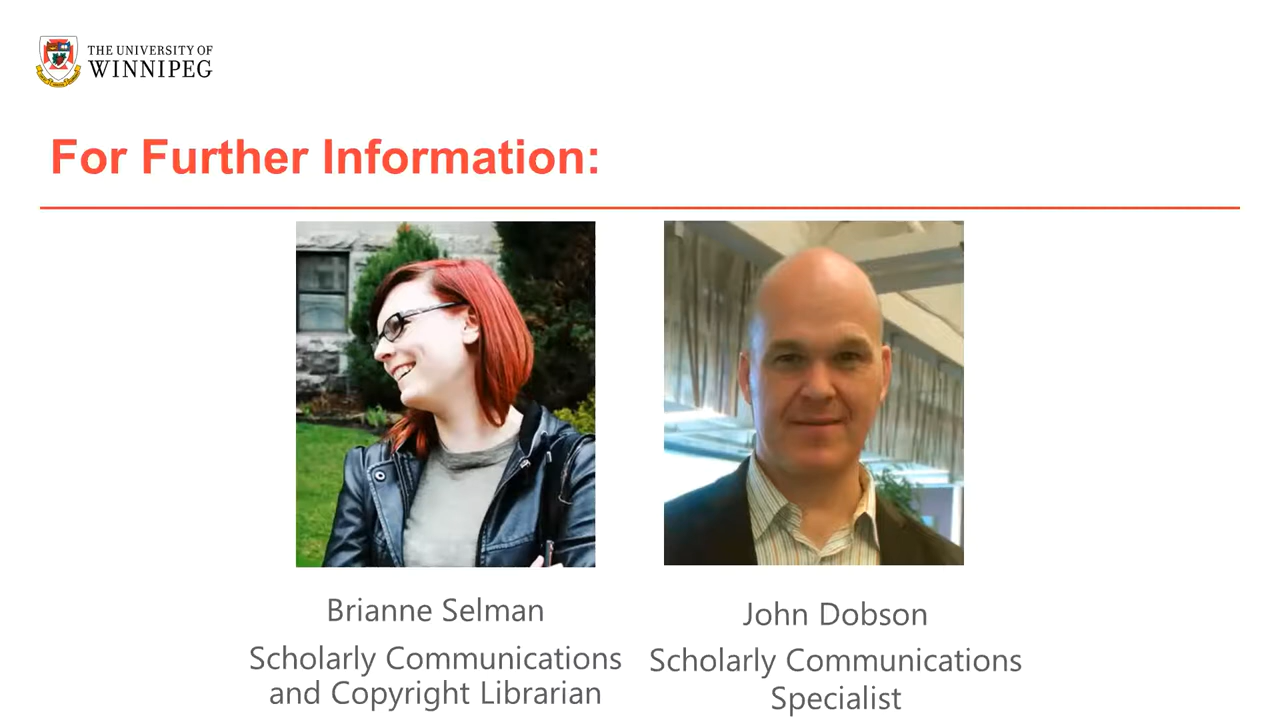 THE UNIVERSITY OF
WINNIPEG
For Further Information:
Brianne Selman
Scholarly Communications
and Copyright Librarian
John Dobson
Scholarly Communications
Specialist